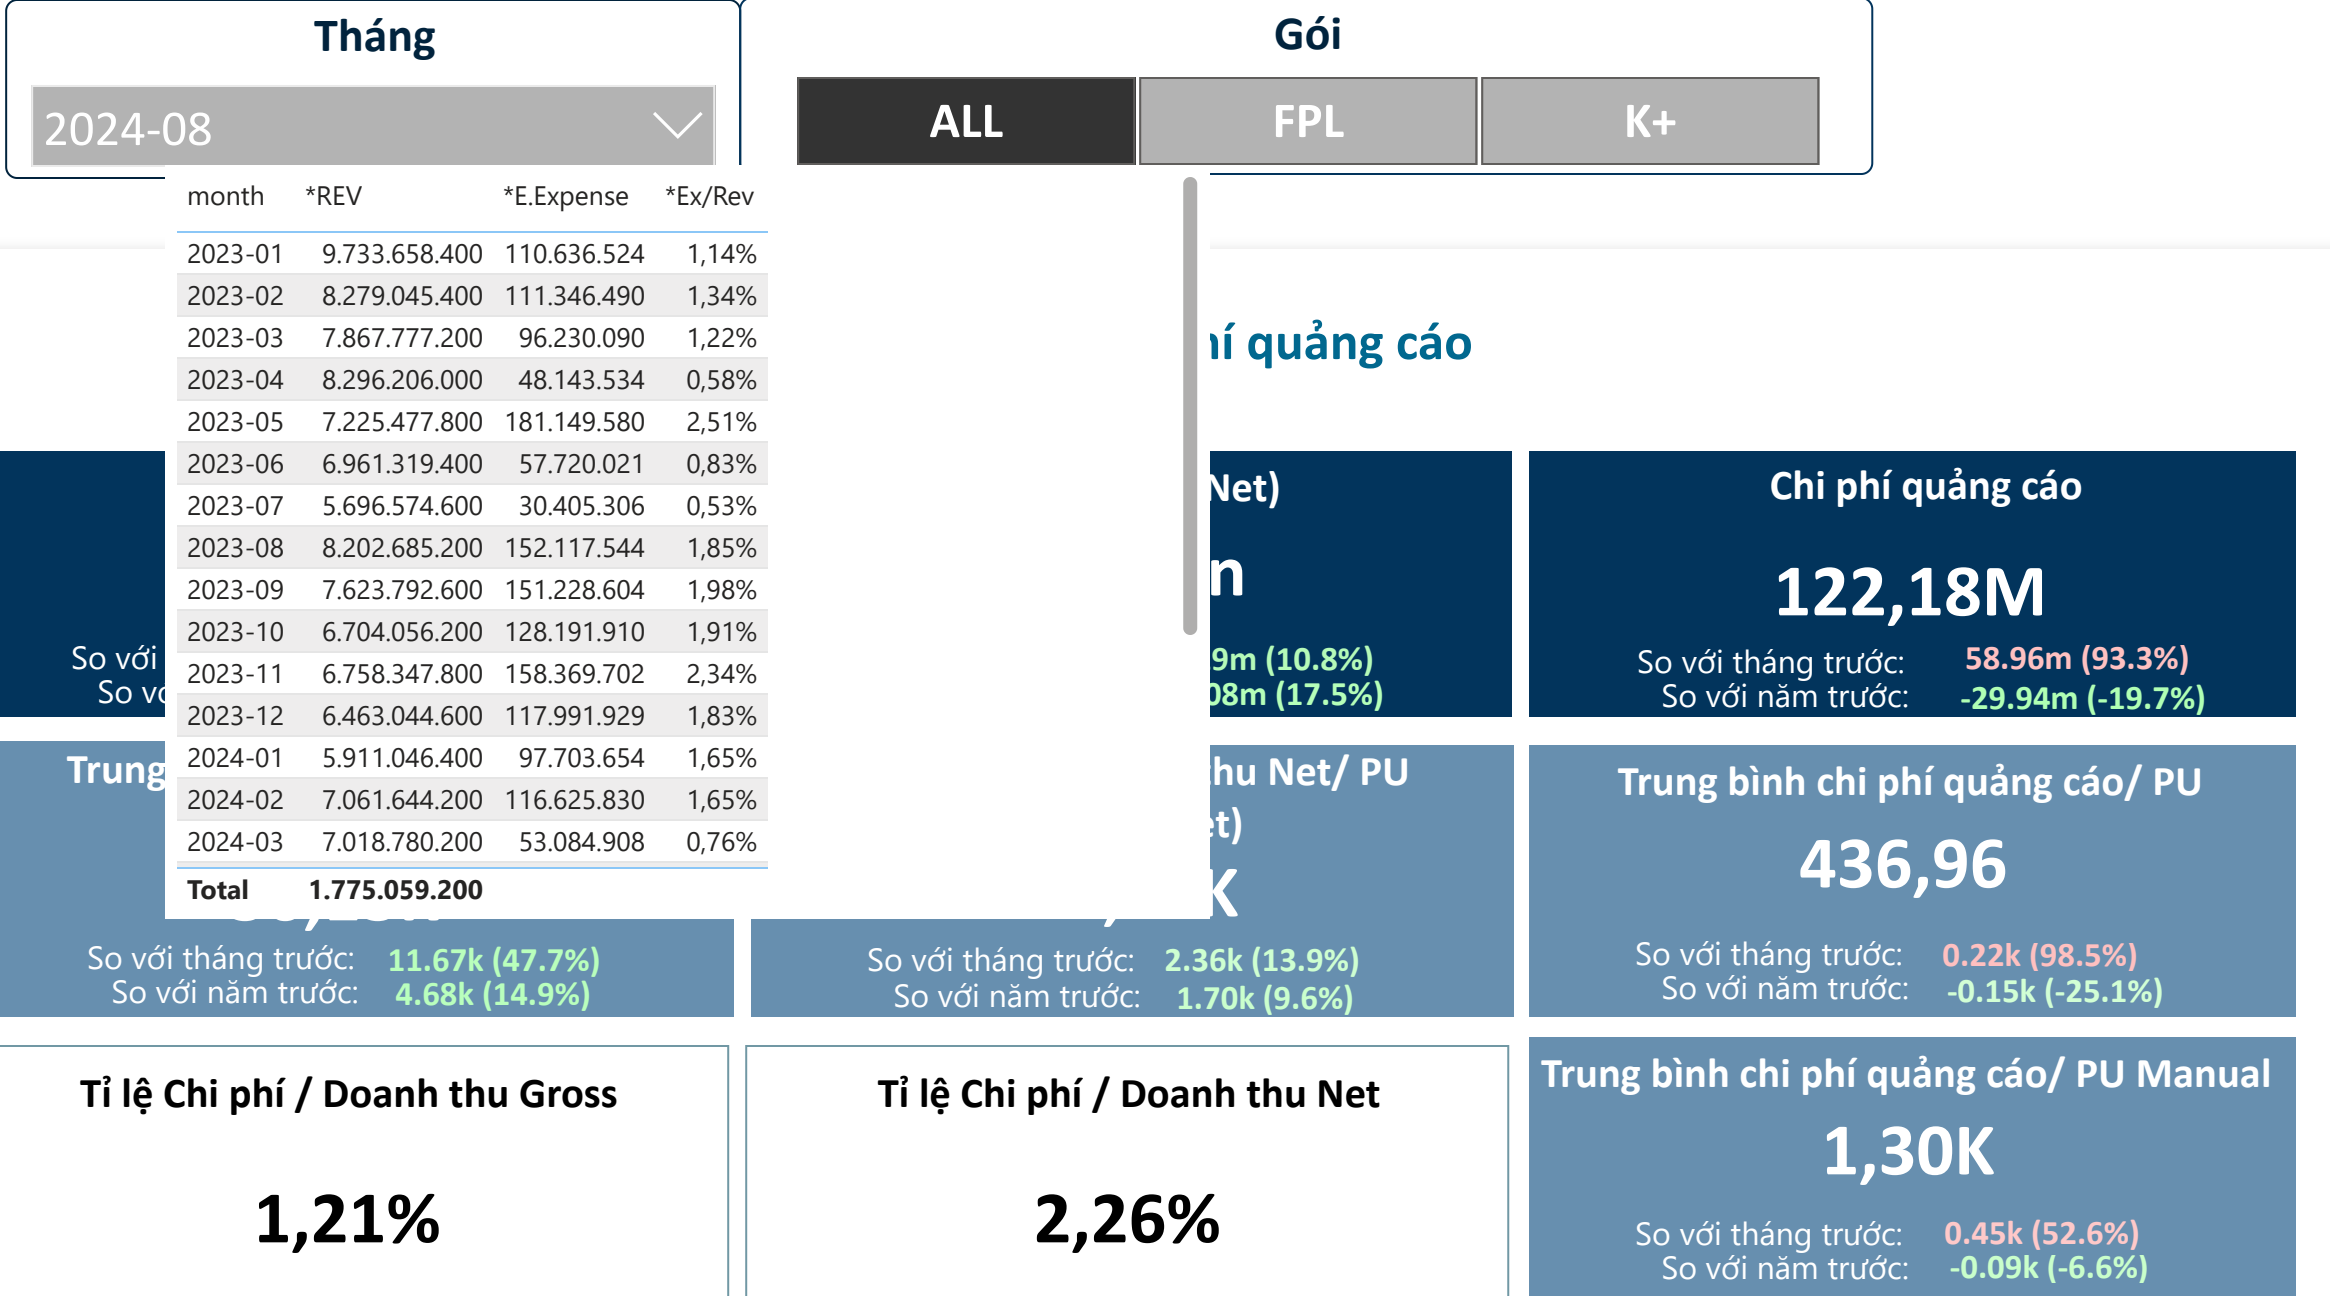 Tháng
Gói
2024-08
ALL
FPL
K+
month *REV *E.Expense *Ex/Rev
2023-01 9.733.658.400 110.636.524 1,14%
2023-02 8.279.045.400 111.346.490 1,34%
2023-03 7.867.777.200 96.230.090 1,22%
2023-04 8.296.206.000 48.143.534 0,58%
2023-05 7.225.477.800 181.149.580 2,51%
2023-06 6.961.319.400 57.720.021 0,83%
2023-07 5.696.574.600 30.405.306 0,53%
2023-08 8.202.685.200 152.117.544 1,85%
2023-09 7.623.792.600 151.228.604 1,98%
2023-10 6.704.056.200 128.191.910 1,91%
2023-11 6.758.347.800 158.369.702 2,34%
2023-12 6.463.044.600 117.991.929 1,83%
2024-01 5.911.046.400 97.703.654 1,65%
2024-02 7.061.644.200 116.625.830 1,65%
2024-03 7.018.780.200 53.084.908 0,76%
Total 1.775.059.200
quảng cáo
So với
So
Net)
9m (10.8%)
08m (17.5%)
Chi phí quảng cáo
122,18M
So với tháng trước: 58.96m (93.3%)
So với năm trước: -29.94m (-19.7%)
Trung
So với tháng trước: 11.67k (47.7%)
So với năm trước: 4.68k (14.9%)
thu Net/ PU
K
So với tháng trước: 2.36k (13.9%)
So với năm trước: 1.70k (9.6%)
Trung bình chi phí quảng cáo/ PU
436,96
So với tháng trước: 0.22k (98.5%)
So với năm trước: -0.15k (-25.1%)
Tỉ lệ Chi phí / Doanh thu Gross
1,21%
Tỉ lệ Chi phí / Doanh thu Net
2,26%
Trung bình chi phí quảng cáo/ PU Manual
1,30K
So với tháng trước: 0.45k (52.6%)
So với năm trước: -0.09k (-6.6%)